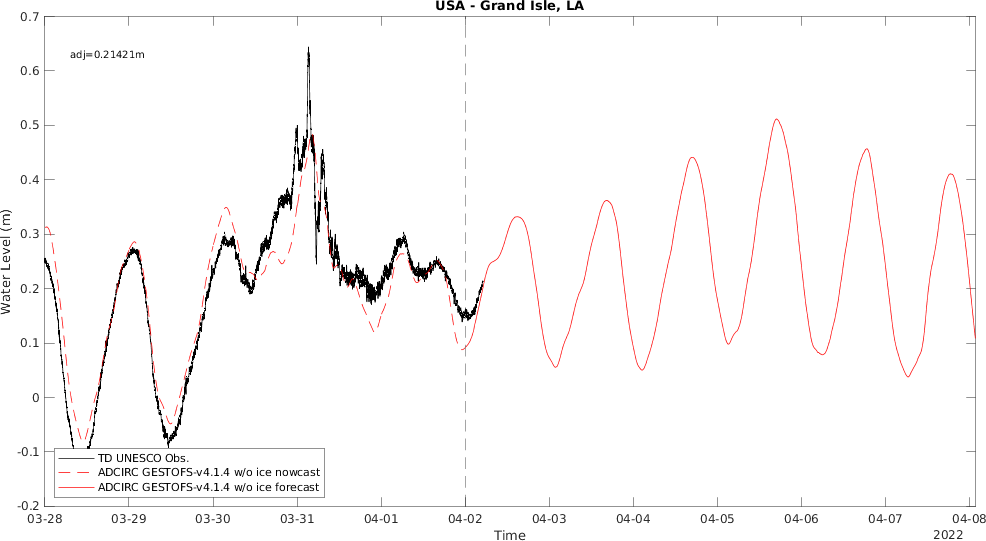 USA - Grand Isle, LA
adj=0.21421m
0.7
0.6
0.5
0.4
0.3
0.2
0.1
0
-0.1
-0.2
Water Level (m)
TD UNESCO Obs.
ADCIRC GESTOFS-v4.1.4 w/o ice nowcast
ADCIRC GESTOFS-v4.1.4 w/o ice forecast
03-28 03-29 03-30 03-31 04-01 04-02 04-03 04-04 04-05 04-06 04-07 04-08
Time
2022